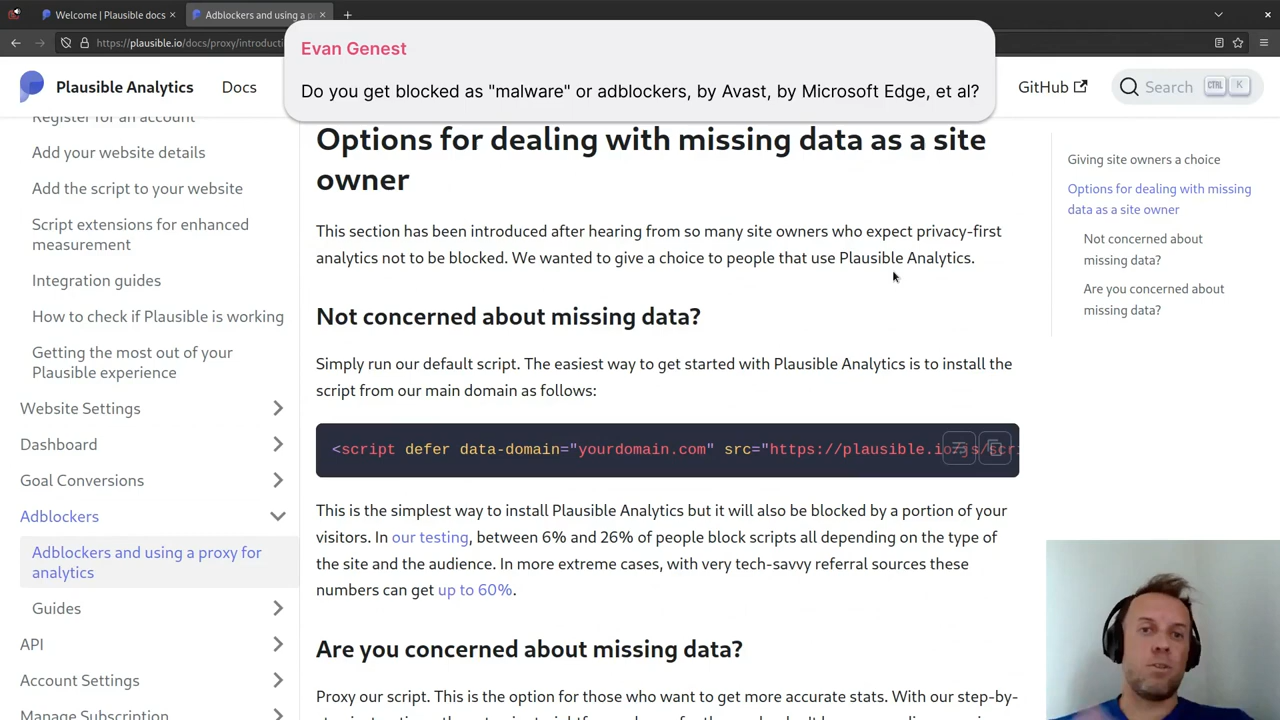 Welcome | Plausible docs
Adblockers and using a p
https://plausible.io/docs/proxy/introducti
Evan Genest
Do you get blocked as "malware" or adblockers, by Avast, by Microsoft Edge, et al?
Plausible Analytics
Docs
GitHub
Search
CTRL
K
Register for an account
Add your website details
Add the script to your website
Script extensions for enhanced
measurement
Integration guides
How to check if Plausible is working
Getting the most out of your
Plausible experience
Website Settings
Dashboard
Goal Conversions
Adblockers
Adblockers and using a proxy for
analytics
Guides
API
Account Settings
Manage Subscription
Options for dealing with missing data as a site
owner
This section has been introduced after hearing from so many site owners who expect privacy-first
analytics not to be blocked. We wanted to give a choice to people that use Plausible Analytics.
Not concerned about missing data?
Simply run our default script. The easiest way to get started with Plausible Analytics is to install the
script from our main domain as follows:
<script defer data-domain="yourdomain.com" src="https://plausible.io/js/scri
This is the simplest way to install Plausible Analytics but it will also be blocked by a portion of your
visitors. In our testing, between 6% and 26% of people block scripts all depending on the type of
the site and the audience. In more extreme cases, with very tech-savvy referral sources these
numbers can get up to 60%.
Are you concerned about missing data?
Proxy our script. This is the option for those who want to get more accurate stats. With our step-by-
Giving site owners a choice
Options for dealing with missing
data as a site owner
Not concerned about
missing data?
Are you concerned about
missing data?